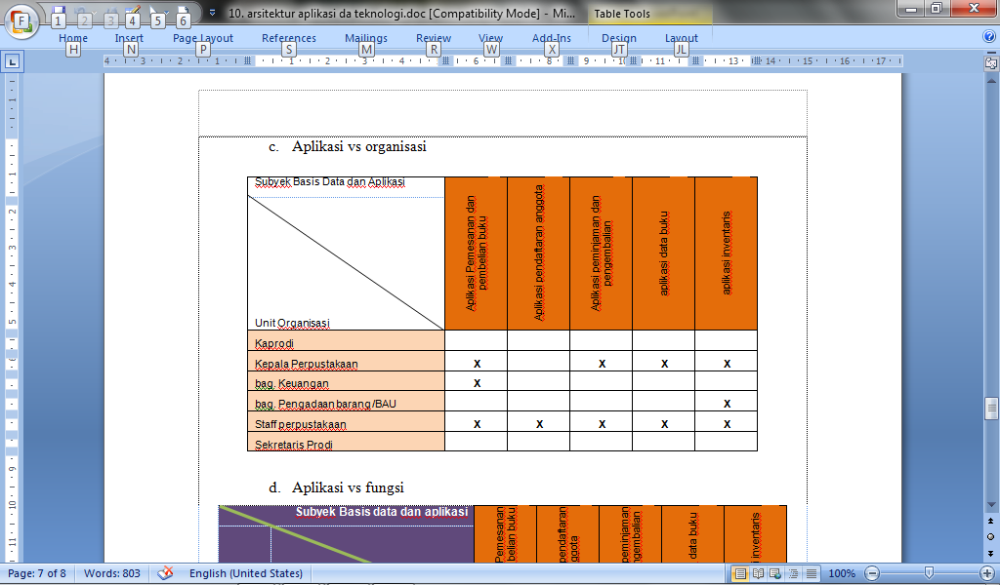 10. arsitektur aplikasi da teknologi.doc [Compatibility Mode] - Mi...
Table Tools
F
1
2
3
4
5
6
Home
Insert
Page Layout
References
Mailings
Review
View
Add-Ins
Design
Layout
H
N
P
S
M
R
W
X
JT
JL
c. Aplikasi vs organisasi
Subyek Basis Data dan Aplikasi
Unit Organisasi
Aplikasi Pemesanan dan
pembelian buku
Aplikasi pendaftaran anggota
Aplikasi peminjaman dan
pengembalian
aplikasi data buku
aplikasi inventaris
Kaprodi
Kepala Perpustakaan X X X X
bag. Keuangan X
bag. Pengadaan barang /BAU X
Staff perpustakaan X X X X X
Sekretaris Prodi
d. Aplikasi vs fungsi
Subyek Basis data dan aplikasi
Pemesanan
belian buku
pendaftaran
ggota
peminjaman
ngembalian
data buku
i inventaris
Page: 7 of 8
Words: 803
English (United States)
100%